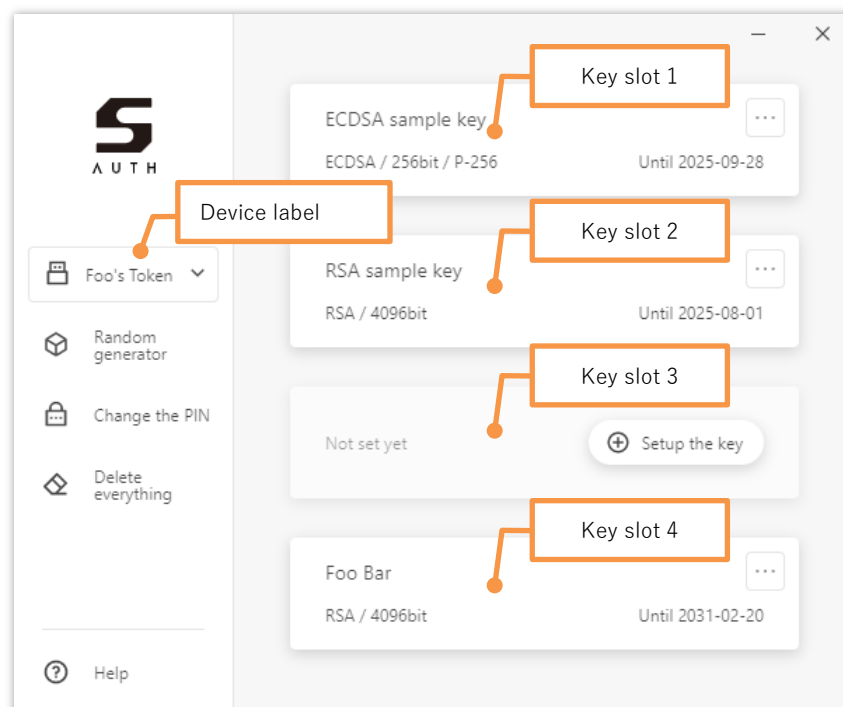 S
AUTH
Device label
Foo's Token
Random
generator
Change the PIN
Delete
everything
Help
Key slot 1
ECDSA sample key
ECDSA / 256bit / P-256 Until 2025-09-28
Key slot 2
RSA sample key
RSA / 4096bit Until 2025-08-01
Key slot 3
Not set yet Setup the key
Key slot 4
Foo Bar
RSA / 4096bit Until 2031-02-20